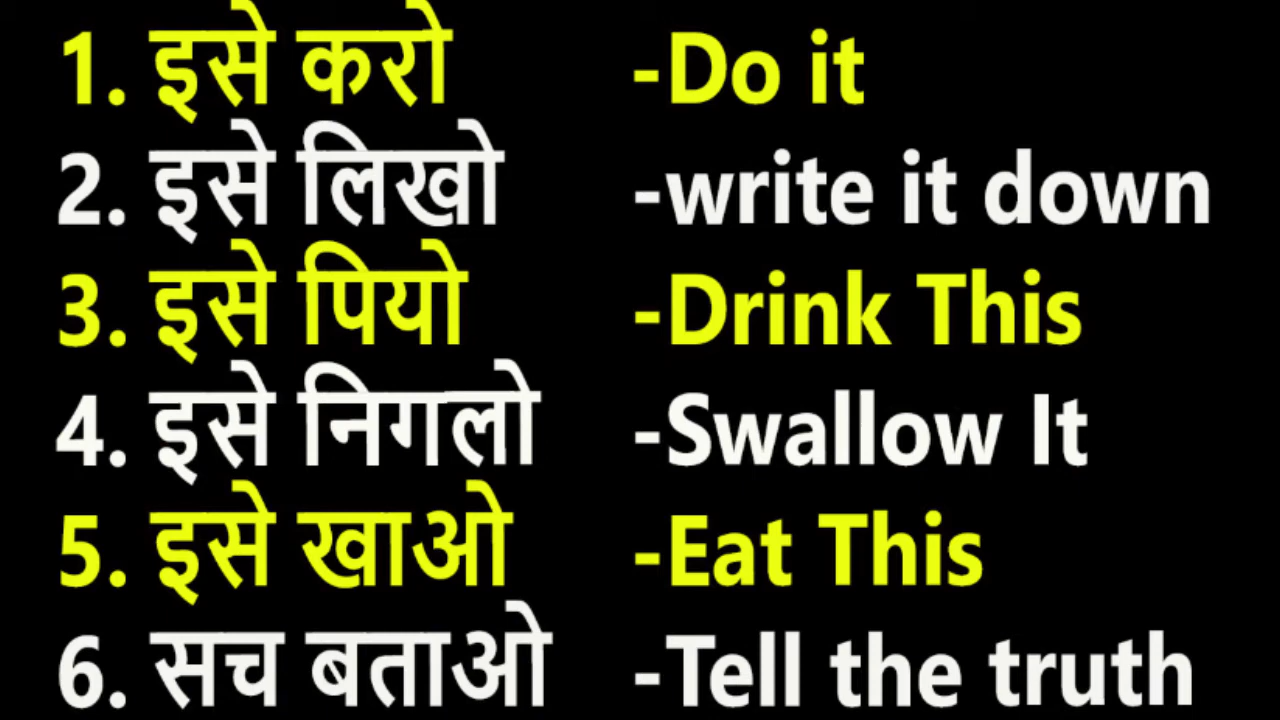 1. इसे करो -Do it
2. इसे लिखो -write it down
3. इसे पियो -Drink This
4. इसे निगलो -Swallow It
5. इसे खाओ -Eat This
6. सच बताओ -Tell the truth